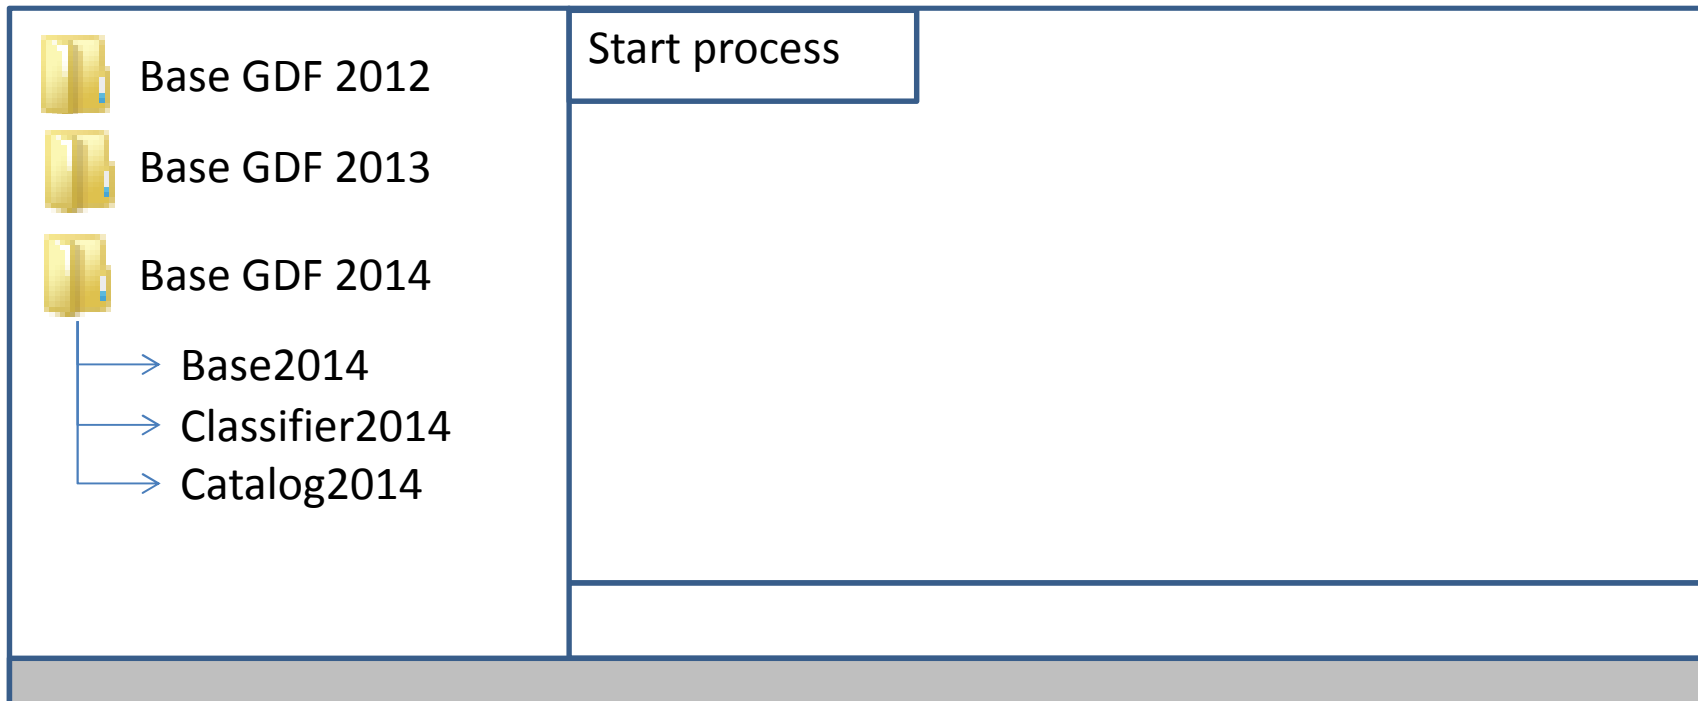 Base GDF 2012
Base GDF 2013
Base GDF 2014
Base2014
Classifier2014
Catalog2014
Start process